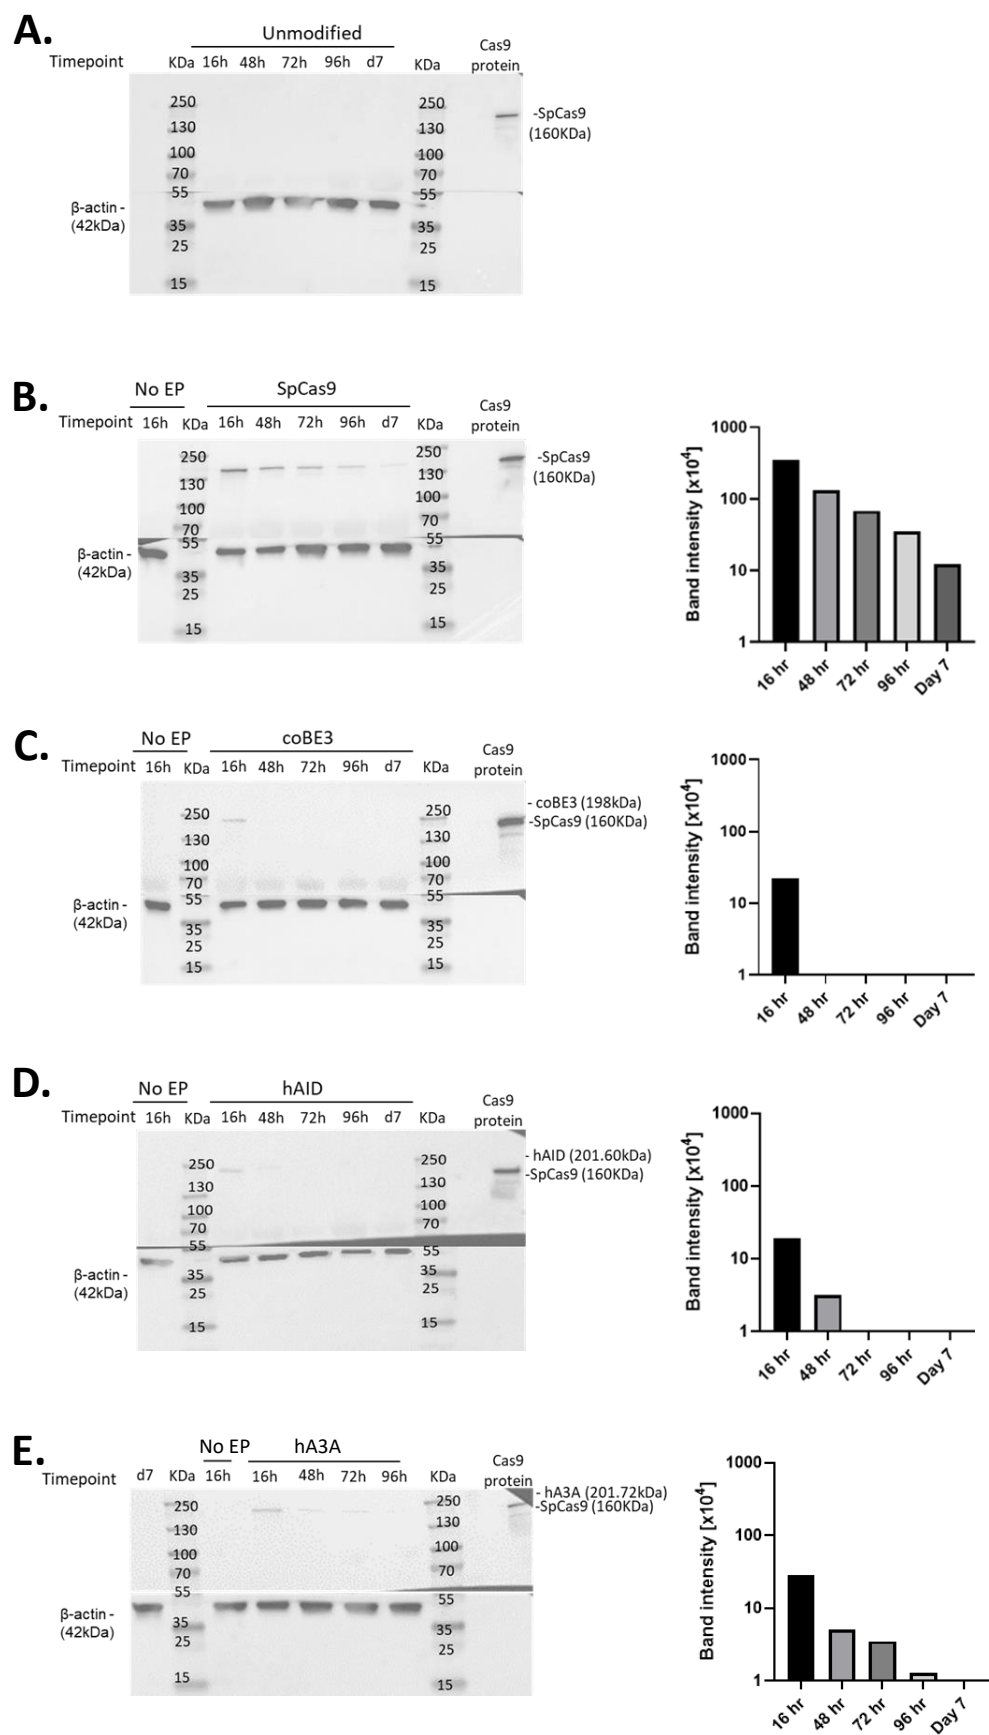 A.
Unmodified
Cas9
protein
Timepoint KDa 16h 48h 72h 96h d7 KDa
250 250
130 130
100 100
70 70
55 55
35 35
25 25
15 15
-SpCas9
(160KDa)
β-actin -
(42kDa)
B.
No EP SpCas9
Cas9
protein
Timepoint 16h KDa 16h 48h 72h 96h d7 KDa
250 250
130 130
100 100
70 70
55 55
35 35
25 25
15 15
-SpCas9
(160KDa)
β-actin -
(42kDa)
Band intensity [x10⁴]
1000
100
10
1
16 hr 48 hr 72 hr 96 hr Day 7
C.
No EP coBE3
Cas9
protein
Timepoint 16h KDa 16h 48h 72h 96h d7 KDa
250 250
130 130
100 100
70 70
55 55
35 35
25 25
15 15
- coBE3 (198kDa)
-SpCas9 (160KDa)
β-actin -
(42kDa)
Band intensity [x10⁴]
1000
100
10
1
16 hr 48 hr 72 hr 96 hr Day 7
D.
No EP hAID
Cas9
protein
Timepoint 16h KDa 16h 48h 72h 96h d7 KDa
250 250
130 130
100 100
70 70
55 55
35 35
25 25
15 15
- hAID (201.60kDa)
-SpCas9 (160KDa)
β-actin -
(42kDa)
Band intensity [x10⁴]
1000
100
10
1
16 hr 48 hr 72 hr 96 hr Day 7
E.
No EP hA3A
Cas9
protein
Timepoint d7 KDa 16h 16h 48h 72h 96h KDa
250 250
130 130
100 100
70 70
55 55
35 35
25 25
15 15
- hA3A (201.72kDa)
-SpCas9 (160KDa)
β-actin -
(42kDa)
Band intensity [x10⁴]
1000
100
10
1
16 hr 48 hr 72 hr 96 hr Day 7